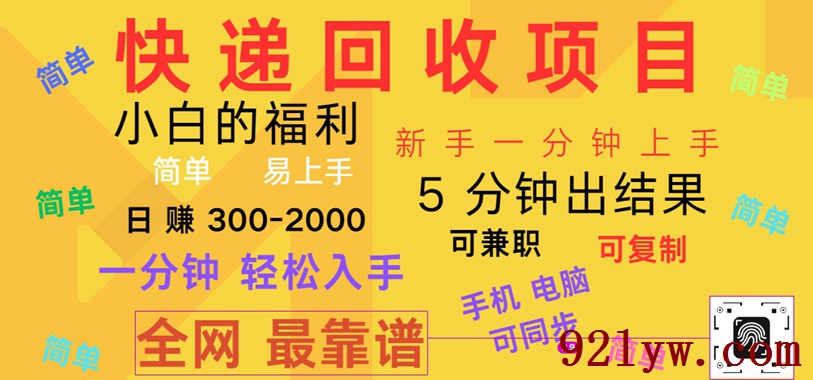 快递回收项目
简单
简单
小白的福利
新手一分钟上手
简单 易上手
简单
5 分钟出结果
简单
日赚 300-2000
可兼职
可复制
一分钟 轻松入手
手机 电脑
可同步
全网 最靠谱
简单
简单
921yw.com